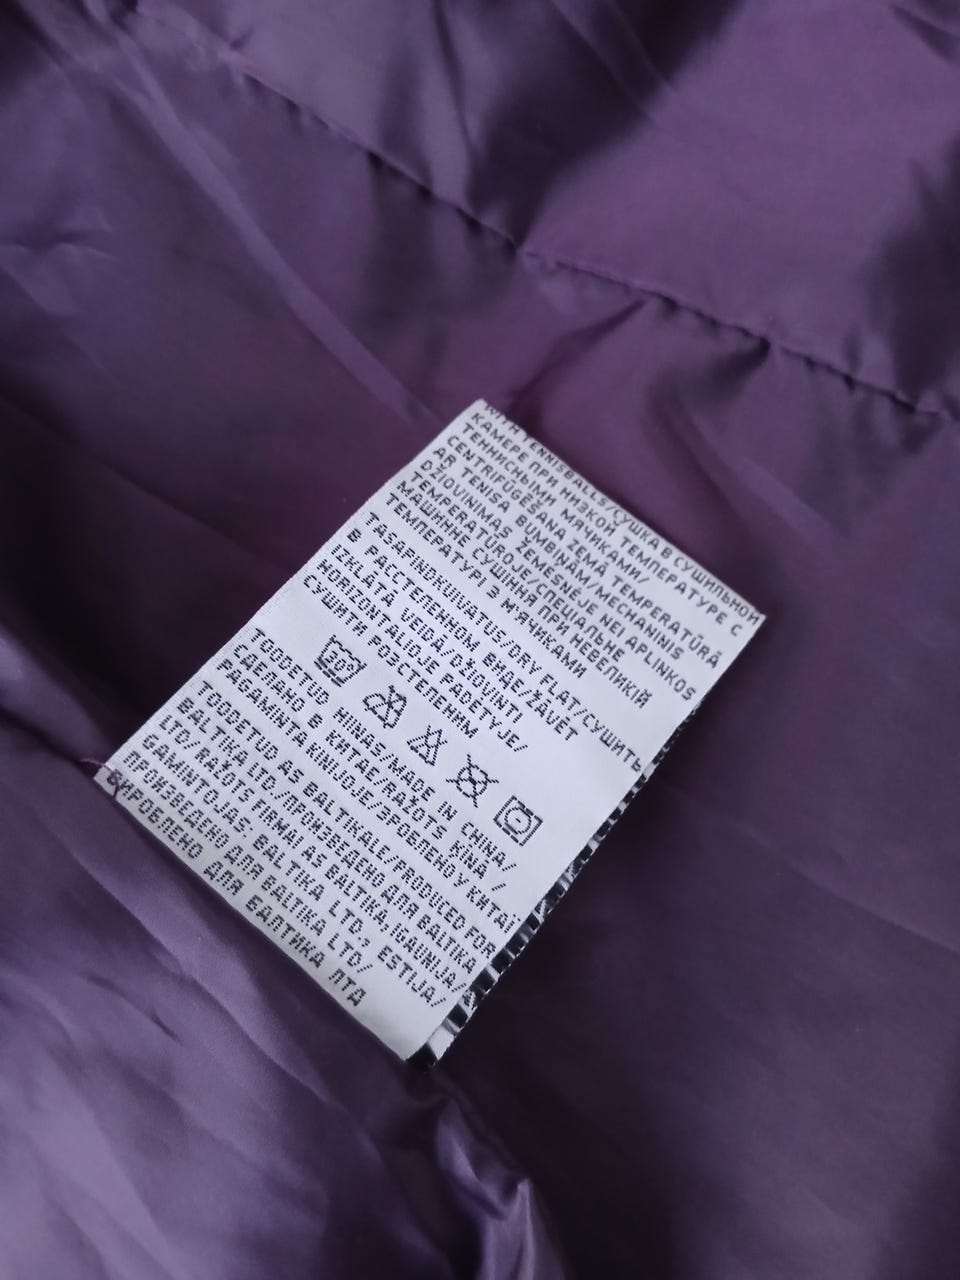 WITH TENNISBALLS/СУШКА В СУШИЛЬНОЙ
КАМЕРЕ ПРИ НИЗКОЙ ТЕМПЕРАТУРЕ С
ТЕННИСНЫМИ МЯЧИКАМИ/
CENTRIFŪGĒŠANA ZEMĀ TEMPERATŪRĀ
AR TENISA BUMBIŅĀM/MECHANINIS
DŽIOVINIMAS ŽEMESNĖJE NEI APLINKOS
TEMPERATŪROJE/СПЕЦІАЛЬНЕ
МАШИННЕ СУШІННЯ ПРИ НЕВЕЛИКІЙ
ТЕМПЕРАТУРІ З М'ЯЧИКАМИ
TASAPINDKUIVATUS/DRY FLAT/СУШИТЬ
В РАССТЕЛЕННОМ ВИДЕ/ŽĀVĒT
IZKLĀTĀ VEIDĀ/DŽIOVINTI
HORIZONTALIOJE PADĖTYJE/
СУШИТИ РОЗСТЕЛЕНИМ
TOODETUD HIINAS/MADE IN CHINA/
СДЕЛАНО В КИТАЕ/RAŽOTS ĶĪNĀ /
PAGAMINTA KINIJOJE/ЗРОБЛЕНО У КИТАЇ
TOODETUD AS BALTIKALE/PRODUCED FOR
BALTIKA LTD/ПРОИЗВЕДЕНО ДЛЯ BALTIKA
LTD/RAŽOTS FIRMAI AS BALTIKA, IGAUNIJA/
GAMINTOJAS: BALTIKA LTD., ESTIJA/
ПРОИЗВЕДЕНО ДЛЯ BALTIKA LTD/
ВИРОБЛЕНО ДЛЯ БАЛТИКА ЛТА